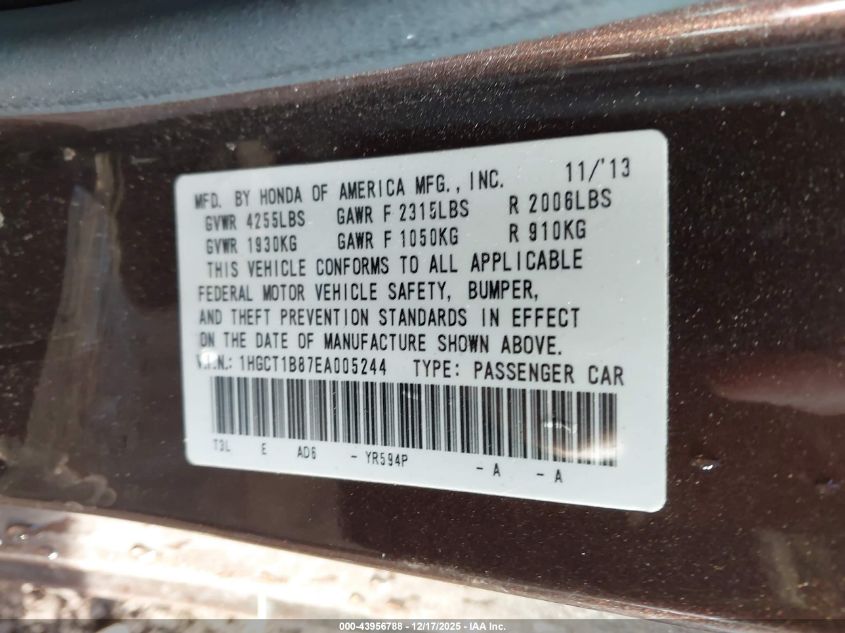 MFD. BY HONDA OF AMERICA MFG., INC. 11/'13
GVWR 4255LBS GAWR F 2315LBS R 2006LBS
GVWR 1930KG GAWR F 1050KG R 910KG
THIS VEHICLE CONFORMS TO ALL APPLICABLE
FEDERAL MOTOR VEHICLE SAFETY, BUMPER,
AND THEFT PREVENTION STANDARDS IN EFFECT
ON THE DATE OF MANUFACTURE SHOWN ABOVE.
V.I.N.: 1HGCT1B87EA005244 TYPE: PASSENGER CAR
T3L E AD6 - YR594P - A - A
000-43956788 - 12/17/2025 - IAA Inc.